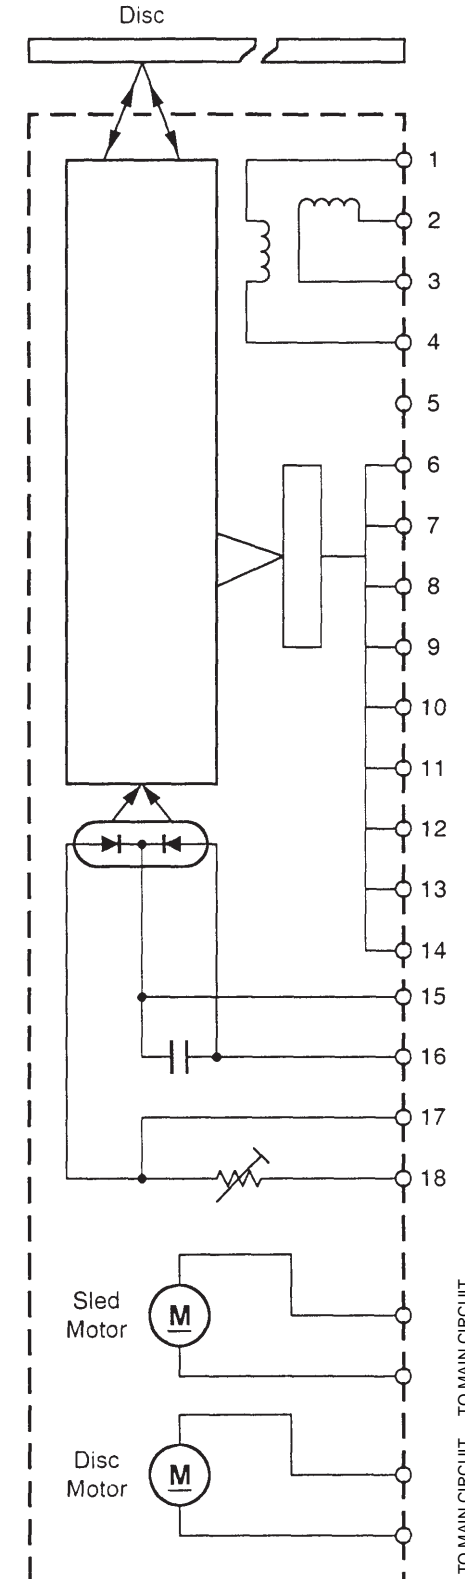 Disc
1
2
3
4
5
6
7
8
9
10
11
12
13
14
15
16
17
18
Sled
Motor
M
TO MAIN CIRCUIT
Disc
Motor
M
TO MAIN CIRCUIT